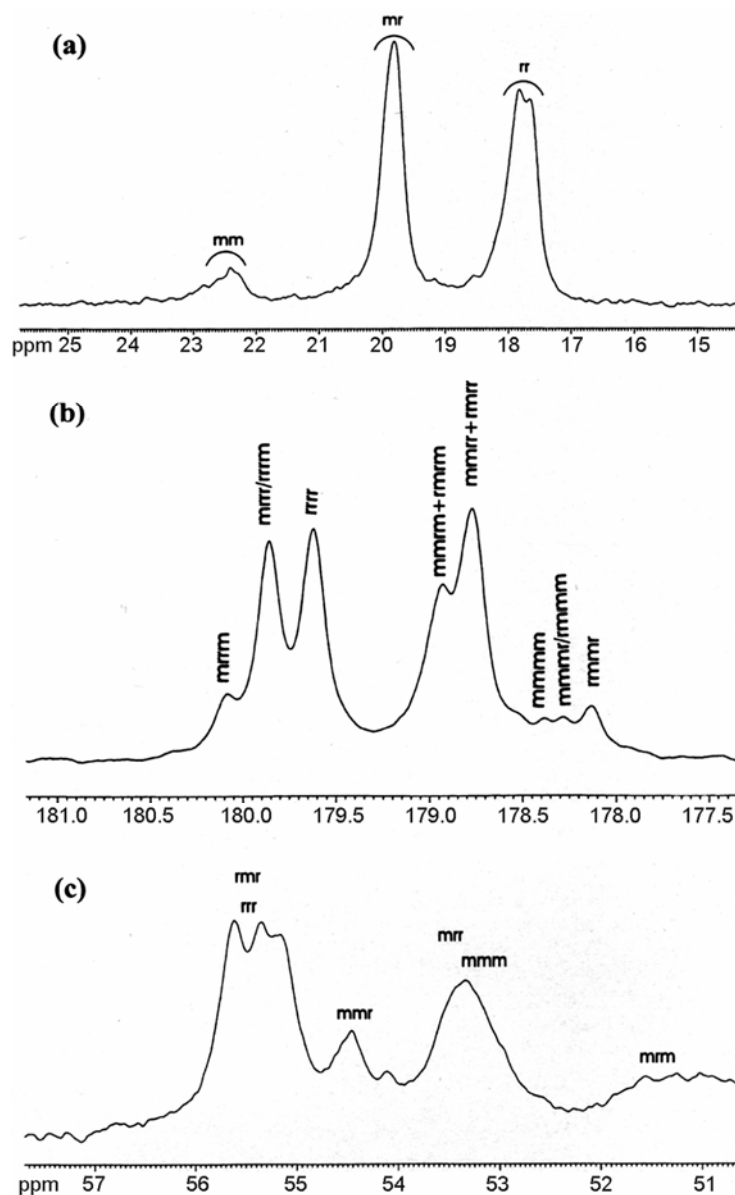 (a)
mr
rr
mm
ppm 25 24 23 22 21 20 19 18 17 16 15
(b)
mrrm
mrrr/rrrm
rrrr
mmrm+rmrm
mmrr+rmrr
mmmm
mmmr/rmmm
rmmr
181.0 180.5 180.0 179.5 179.0 178.5 178.0 177.5
(c)
rmr
rrr
mmr
mrr
mmm
mrm
ppm 57 56 55 54 53 52 51